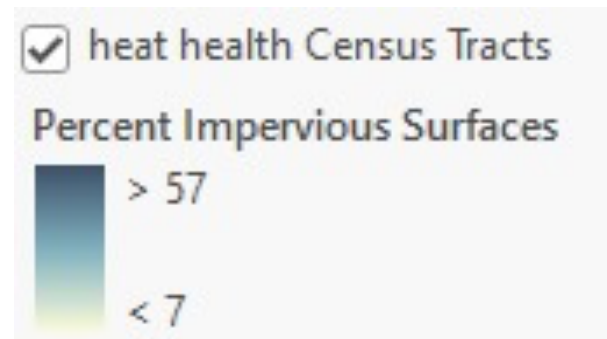 heat health Census Tracts
Percent Impervious Surfaces
> 57
< 7